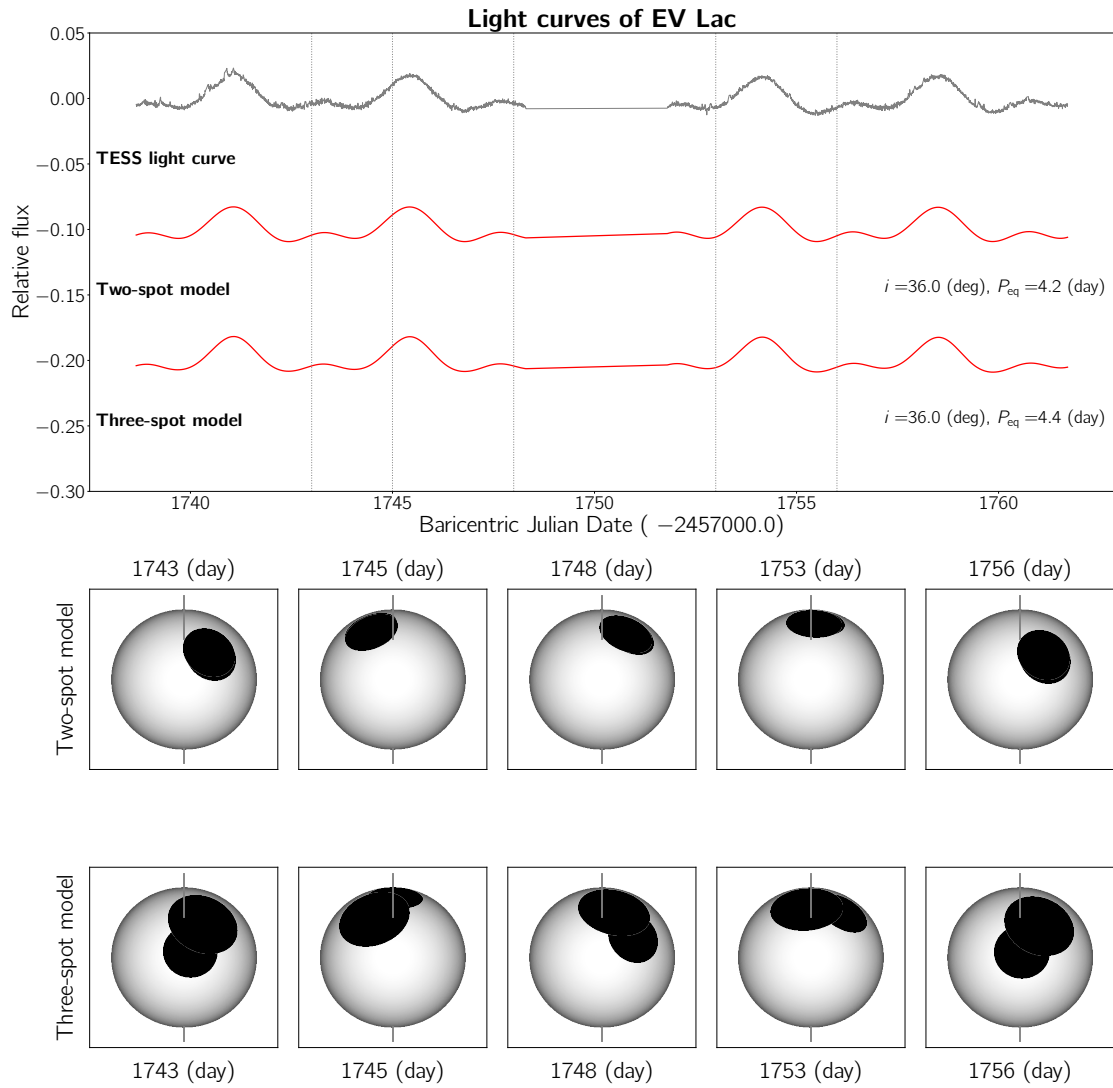 Light curves of EV Lac
0.05
0.00
−0.05
−0.10
−0.15
−0.20
−0.25
−0.30
Relative flux
TESS light curve
Two-spot model
i =36.0 (deg), Peq =4.2 (day)
Three-spot model
i =36.0 (deg), Peq =4.4 (day)
1740 1745 1750 1755 1760
Baricentric Julian Date ( −2457000.0)
1743 (day) 1745 (day) 1748 (day) 1753 (day) 1756 (day)
Two-spot model
Three-spot model
1743 (day) 1745 (day) 1748 (day) 1753 (day) 1756 (day)